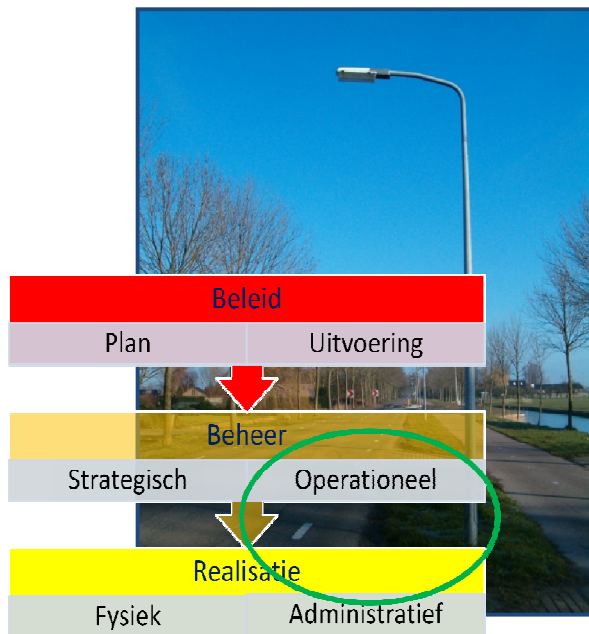 Beleid
Plan Uitvoering
Beheer
Strategisch Operationeel
Realisatie
Fysiek Administratief